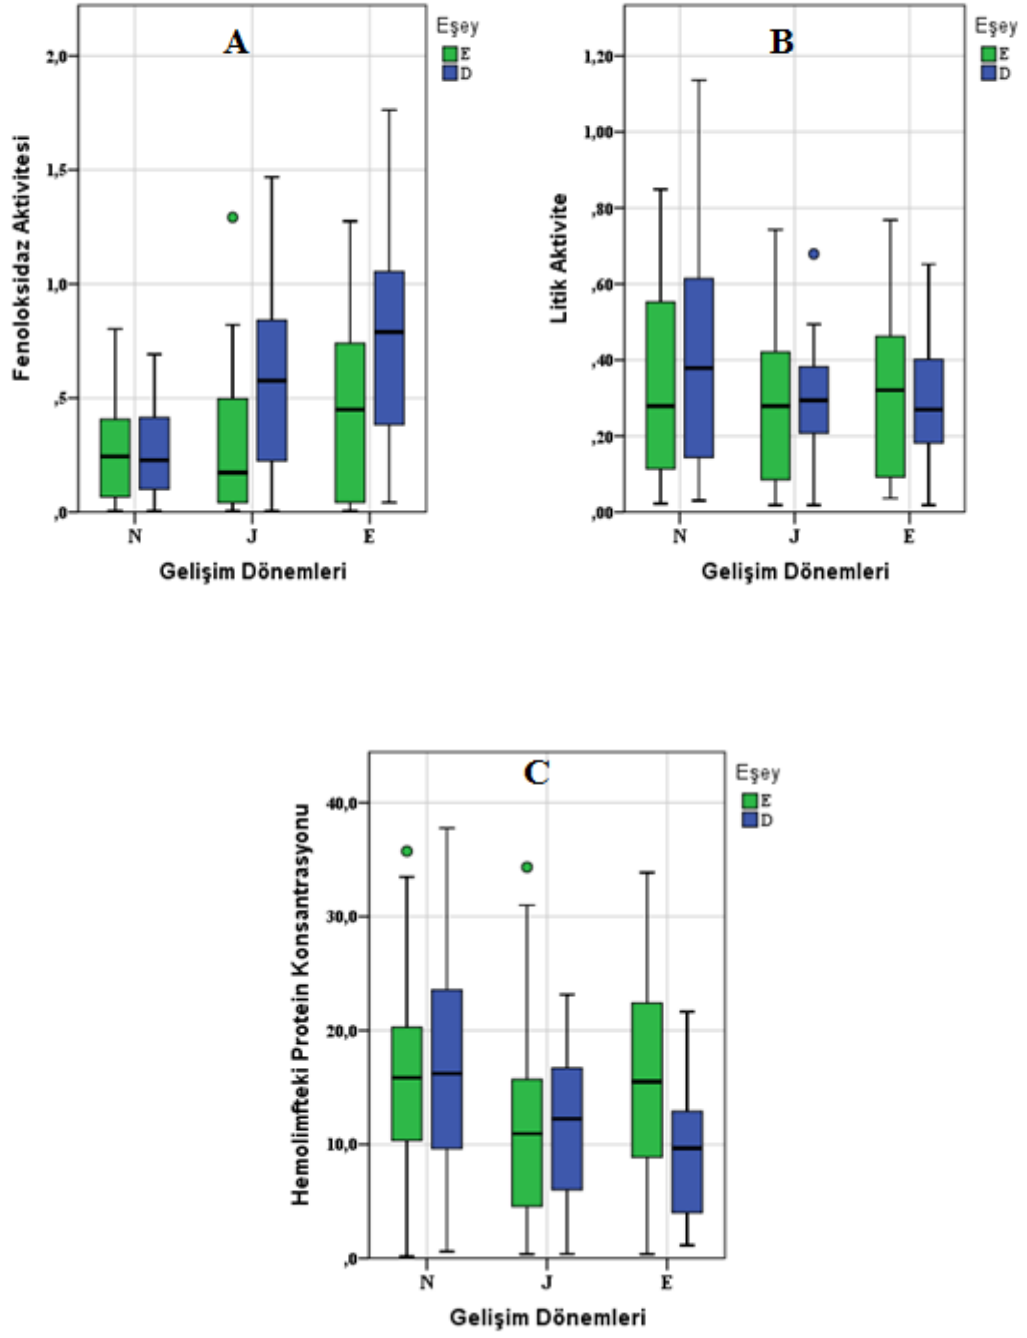 A
Eşey
E
D
2,0
1,5
1,0
,5
,0
Fenoloksidaz Aktivitesi
N J E
Gelişim Dönemleri
B
Eşey
E
D
1,20
1,00
,80
,60
,40
,20
,00
Litik Aktivite
N J E
Gelişim Dönemleri
C
Eşey
E
D
40,0
30,0
20,0
10,0
,0
Hemolimfteki Protein Konsantrasyonu
N J E
Gelişim Dönemleri